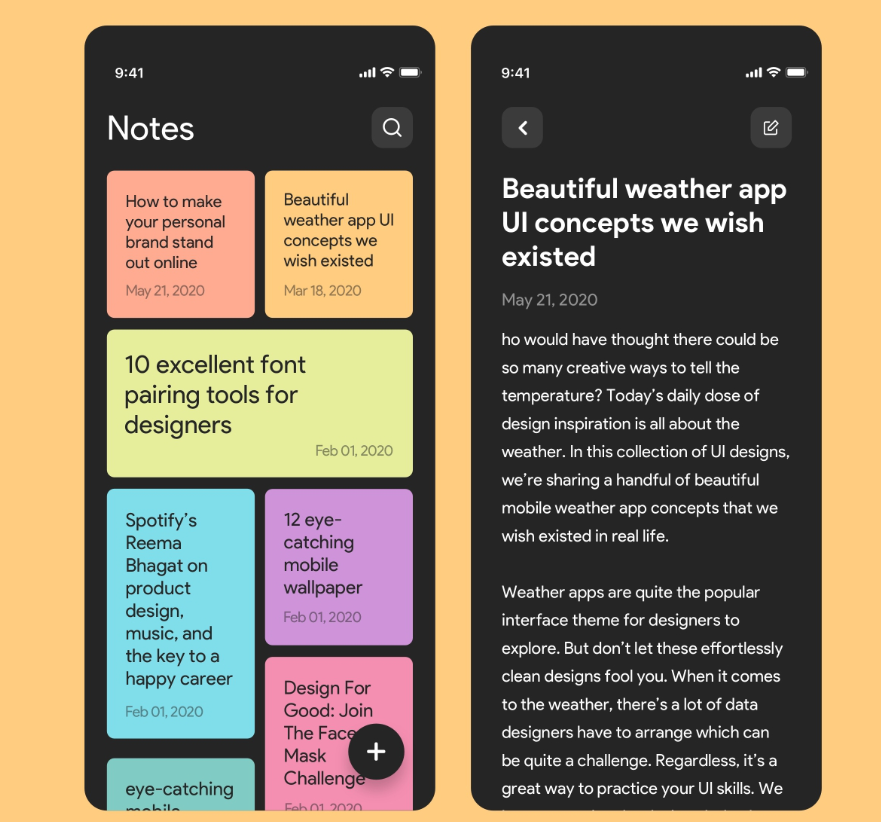 9:41
Notes
How to make
your personal
brand stand
out online
May 21, 2020
Beautiful
weather app UI
concepts we
wish existed
Mar 18, 2020
10 excellent font
pairing tools for
designers
Feb 01, 2020
Spotify’s
Reema
Bhagat on
product
design,
music, and
the key to a
happy career
Feb 01, 2020
12 eye-
catching
mobile
wallpaper
Feb 01, 2020
Design For
Good: Join
The Face
Mask
Challenge
Feb 01, 2020
eye-catching
mobile
9:41
Beautiful weather app
UI concepts we wish
existed
May 21, 2020
ho would have thought there could be
so many creative ways to tell the
temperature? Today’s daily dose of
design inspiration is all about the
weather. In this collection of UI designs,
we’re sharing a handful of beautiful
mobile weather app concepts that we
wish existed in real life.
Weather apps are quite the popular
interface theme for designers to
explore. But don’t let these effortlessly
clean designs fool you. When it comes
to the weather, there’s a lot of data
designers have to arrange which can
be quite a challenge. Regardless, it’s a
great way to practice your UI skills. We